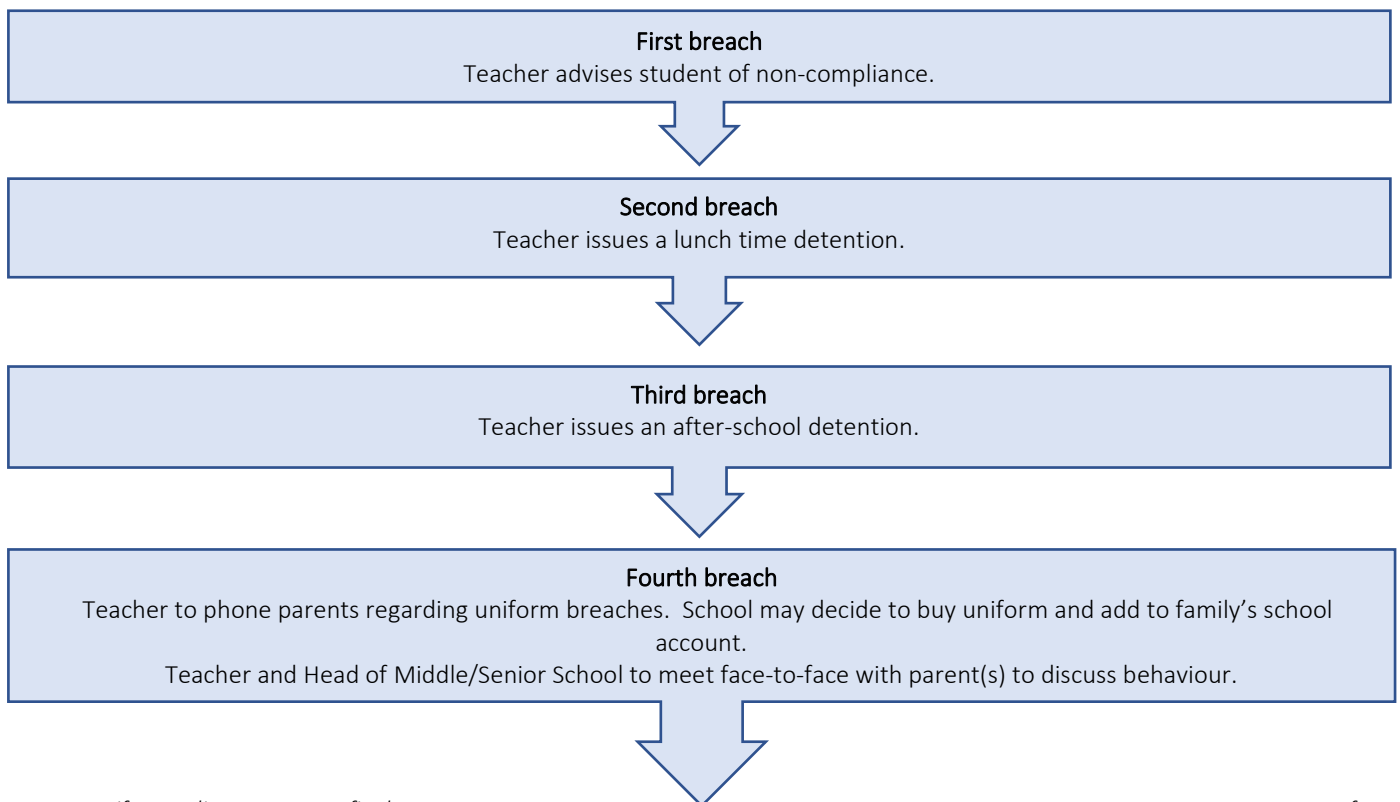 First breach
Teacher advises student of non-compliance.
Second breach
Teacher issues a lunch time detention.
Third breach
Teacher issues an after-school detention.
Fourth breach
Teacher to phone parents regarding uniform breaches.  School may decide to buy uniform and add to family’s school
account.
Teacher and Head of Middle/Senior School to meet face-to-face with parent(s) to discuss behaviour.